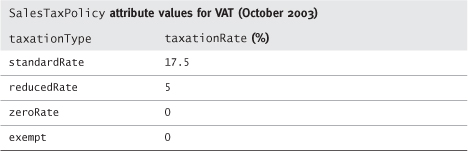 SalesTaxPolicy attribute values for VAT (October 2003)
taxationType taxationRate (%)
standardRate 17.5
reducedRate 5
zeroRate 0
exempt 0